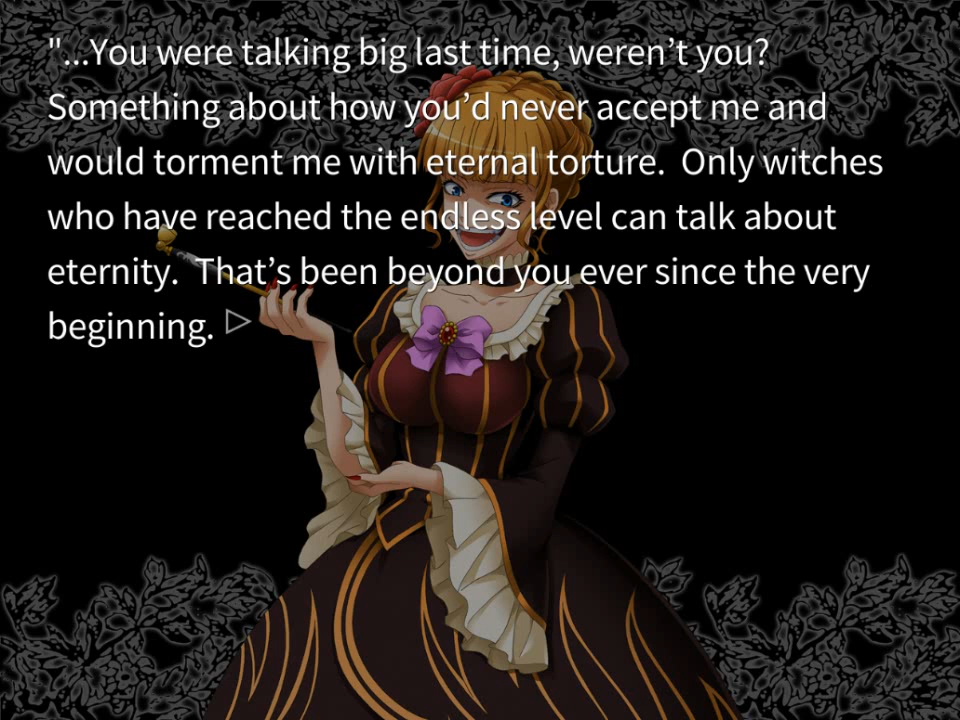 "...You were talking big last time, weren’t you?
Something about how you’d never accept me and
would torment me with eternal torture.  Only witches
who have reached the endless level can talk about
eternity.  That’s been beyond you ever since the very
beginning.